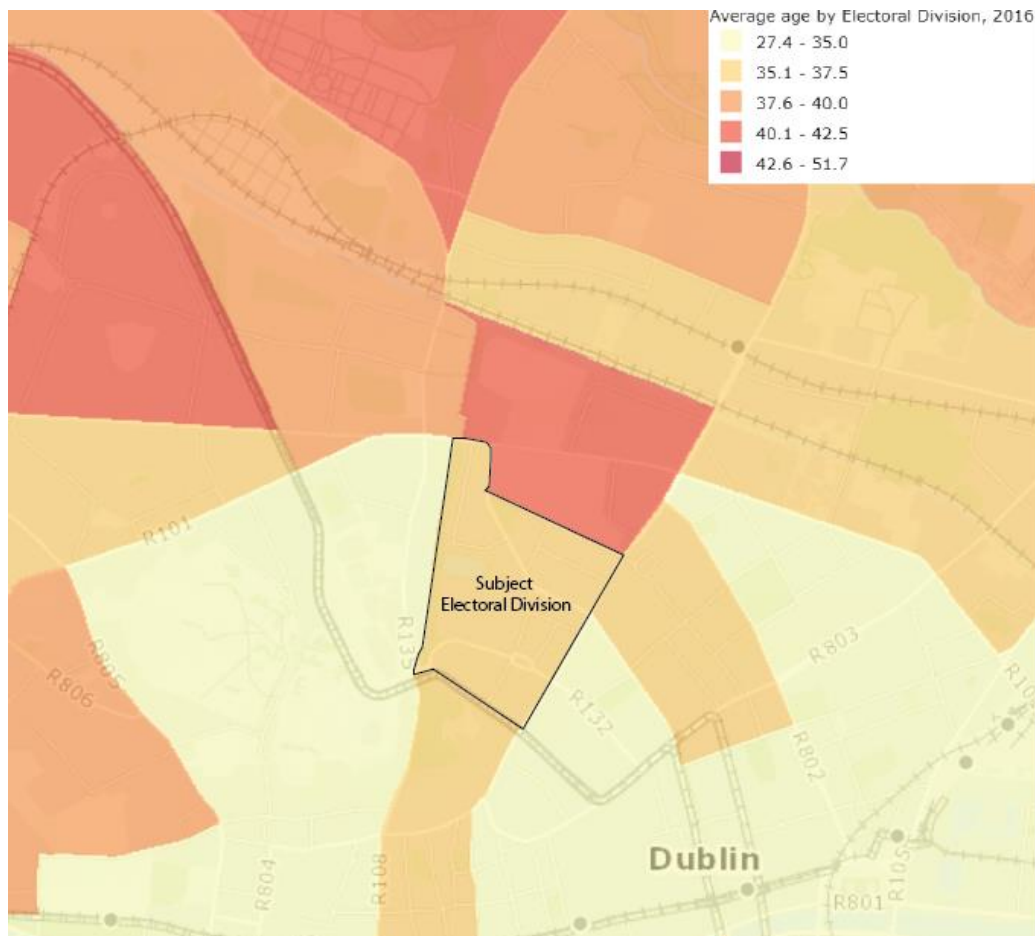 Average age by Electoral Division, 2016
27.4 - 35.0
35.1 - 37.5
37.6 - 40.0
40.1 - 42.5
42.6 - 51.7
R101
Subject
Electoral Division
R135
R805
R806
R803
R132
R802
R108
R804
Dublin
R105
R801